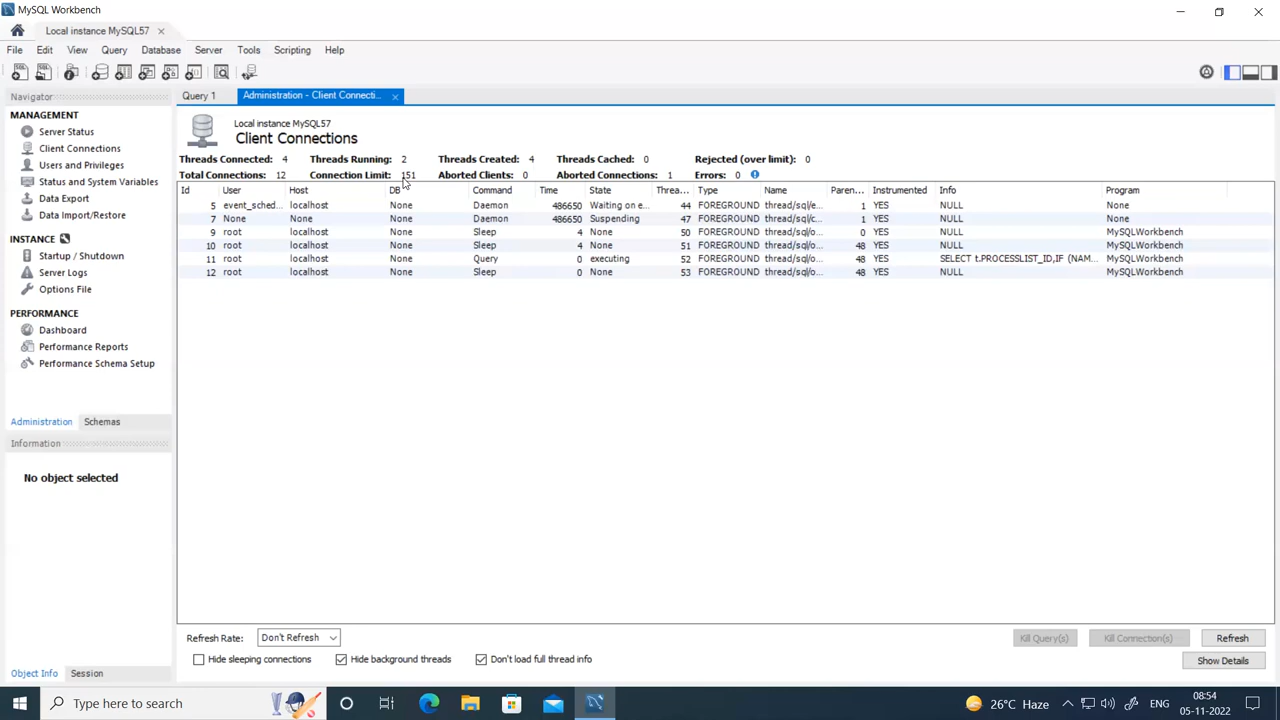 MySQL Workbench
Local instance MySQL57
File Edit View Query Database Server Tools Scripting Help
Navigator
MANAGEMENT
Server Status
Client Connections
Users and Privileges
Status and System Variables
Data Export
Data Import/Restore
INSTANCE
Startup / Shutdown
Server Logs
Options File
PERFORMANCE
Dashboard
Performance Reports
Performance Schema Setup
Administration Schemas
Information
No object selected
Object Info Session
Query 1 Administration - Client Connecti...
Local instance MySQL57
Client Connections
Threads Connected: 4 Threads Running: 2 Threads Created: 4 Threads Cached: 0 Rejected (over limit): 0
Total Connections: 12 Connection Limit: 151 Aborted Clients: 0 Aborted Connections: 1 Errors: 0
Id User Host DB Command Time State Threa... Type Name Paren... Instrumented Info Program
5 event_sched... localhost None Daemon 486650 Waiting on e... 44 FOREGROUND thread/sql/e... 1 YES NULL None
7 None None None Daemon 486650 Suspending 47 FOREGROUND thread/sql/c... 1 YES NULL None
9 root localhost None Sleep 4 None 50 FOREGROUND thread/sql/o... 0 YES NULL MySQLWorkbench
10 root localhost None Sleep 4 None 51 FOREGROUND thread/sql/o... 48 YES NULL MySQLWorkbench
11 root localhost None Query 0 executing 52 FOREGROUND thread/sql/o... 48 YES SELECT t.PROCESSLIST_ID,IF (NAM... MySQLWorkbench
12 root localhost None Sleep 0 None 53 FOREGROUND thread/sql/o... 48 YES NULL MySQLWorkbench
Refresh Rate: Don't Refresh Kill Query(s) Kill Connection(s) Refresh
Hide sleeping connections Hide background threads Don't load full thread info Show Details
Type here to search 26°C Haze ENG 08:54
05-11-2022